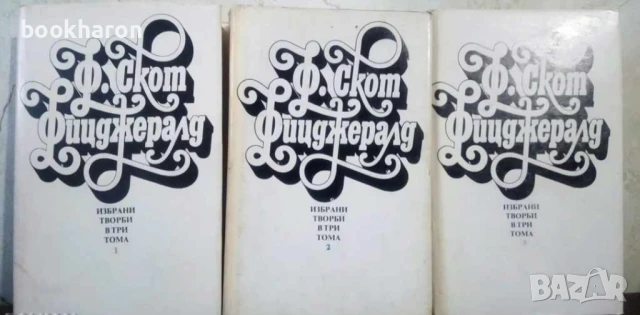 bookharon
Ф. Скот
Фицджералд
ИЗБРАНИ
ТВОРБИ
В ТРИ
ТОМА
1
Ф. Скот
Фицджералд
ИЗБРАНИ
ТВОРБИ
В ТРИ
ТОМА
2
Ф. Скот
Фицджералд
ИЗБРАНИ
ТВОРБИ
В ТРИ
ТОМА
3
BAZAR